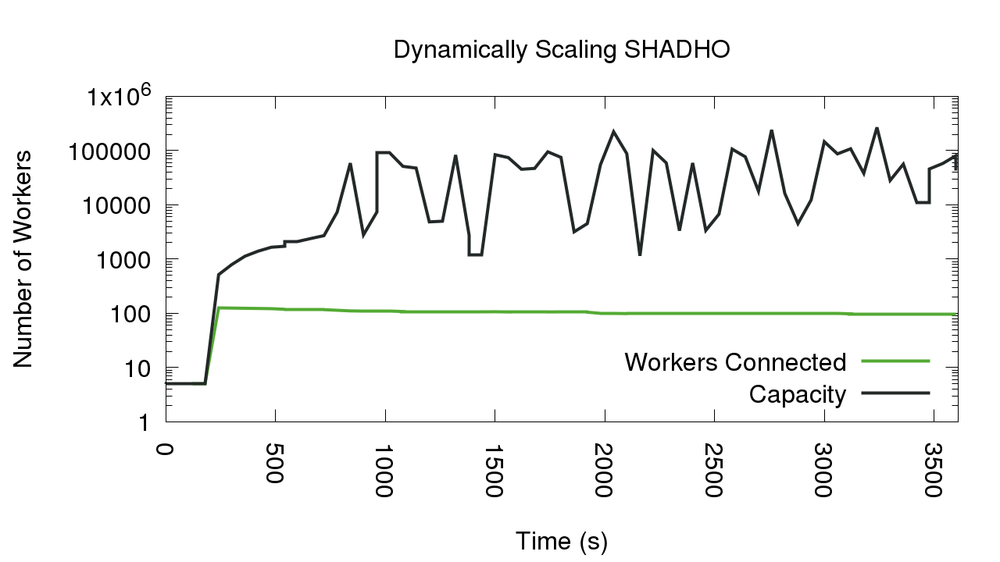 Dynamically Scaling SHADHO
1x10^6
100000
10000
1000
100
10
1
Number of Workers
Workers Connected
Capacity
0 500 1000 1500 2000 2500 3000 3500
Time (s)